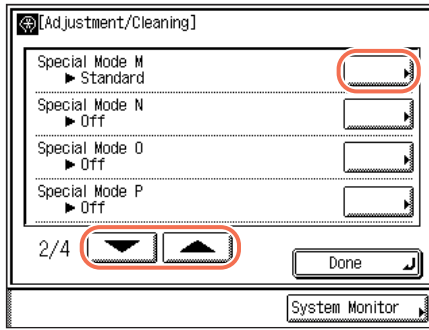 [Adjustment/Cleaning]
Special Mode M
▶ Standard
Special Mode N
▶ Off
Special Mode O
▶ Off
Special Mode P
▶ Off
2/4
Done
System Monitor